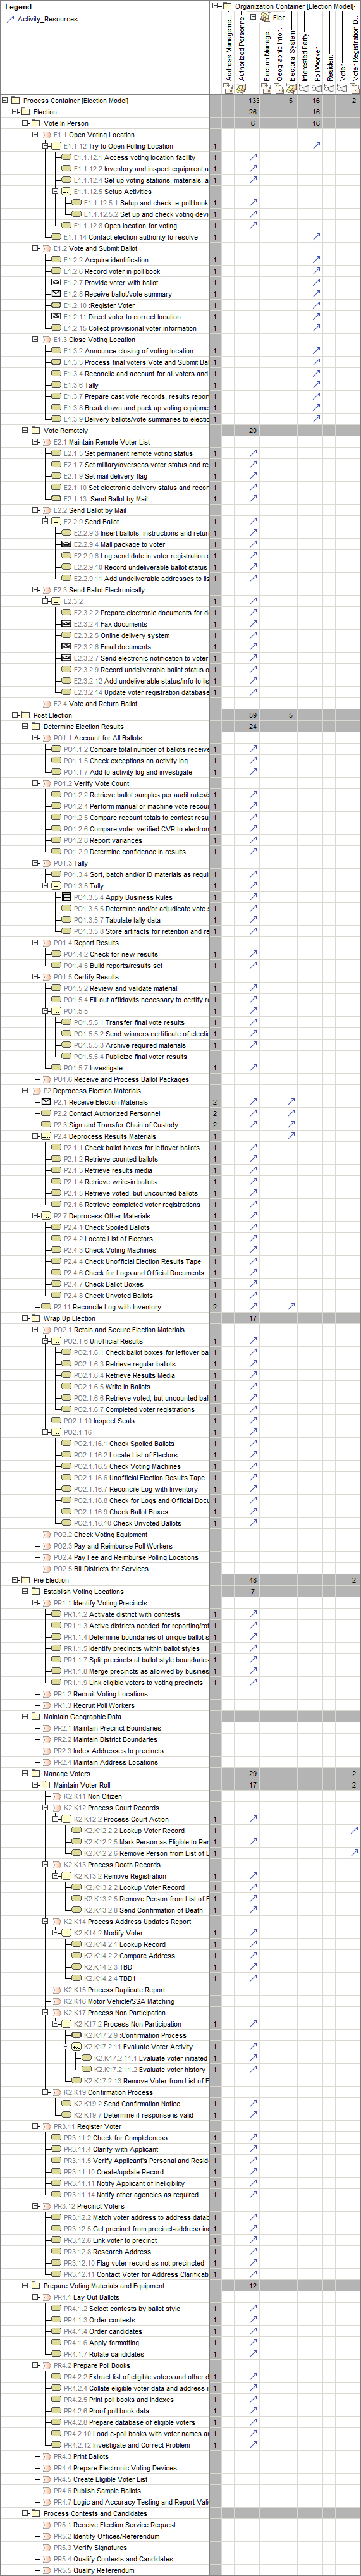 Legend
Activity_Resources
Organization Container [Election Model]
Elec
Address Manageme...
Authorized Personnel
Election Manage...
Geographic Infor...
Electoral System
Interested Party
Poll Worker
Resident
Voter
Voter Registration D...
Process Container [Election Model] 133 5 16 2
Election 26 16
Vote In Person 6 16
E1.1 Open Voting Location
E1.1.12 Try to Open Polling Location 1
E1.1.12.1 Access voting location facility 1
E1.1.12.2 Inventory and inspect equipment a 1
E1.1.12.4 Set up voting stations, materials, a 1
E1.1.12.5 Setup Activities
E1.1.12.5.1 Setup and check e-poll book 1
E1.1.12.5.2 Set up and check voting devi 1
E1.1.12.8 Open location for voting 1
E1.1.14 Contact election authority to resolve 1
E1.2 Vote and Submit Ballot
E1.2.2 Acquire identification 1
E1.2.6 Record voter in poll book 1
E1.2.7 Provide voter with ballot 1
E1.2.8 Receive ballot/vote summary 1
E1.2.10 :Register Voter 1
E1.2.11 Direct voter to correct location 1
E1.2.15 Collect provisional voter information 1
E1.3 Close Voting Location
E1.3.2 Announce closing of voting location 1
E1.3.3 Process final voters:Vote and Submit Ba 1
E1.3.4 Reconcile and account for all voters and 1
E1.3.6 Tally 1
E1.3.7 Prepare cast vote records, results repor 1
E1.3.8 Break down and pack up voting equipme 1
E1.3.9 Delivery ballots/vote summaries to electic 1
Vote Remotely 20
E2.1 Maintain Remote Voter List
E2.1.5 Set permanent remote voting status 1
E2.1.7 Set military/overseas voter status and re 1
E2.1.9 Set mail delivery flag 1
E2.1.10 Set electronic delivery status and recor 1
E2.1.13 :Send Ballot by Mail 1
E2.2 Send Ballot by Mail
E2.2.9 Send Ballot 1
E2.2.9.3 Insert ballots, instructions and retur 1
E2.2.9.4 Mail package to voter 1
E2.2.9.6 Log send date in voter registration c 1
E2.2.9.10 Record undeliverable ballot status 1
E2.2.9.11 Add undeliverable addresses to lis 1
E2.3 Send Ballot Electronically
E2.3.2 1
E2.3.2.2 Prepare electronic documents for d 1
E2.3.2.4 Fax documents 1
E2.3.2.5 Online delivery system 1
E2.3.2.6 Email documents 1
E2.3.2.7 Send electronic notification to voter 1
E2.3.2.9 Record undeliverable ballot status o 1
E2.3.2.12 Add undeliverable status/info to lis 1
E2.3.2.14 Update voter registration database 1
E2.4 Vote and Return Ballot
Post Election 59 5
Determine Election Results 24
PO1.1 Account for All Ballots
PO1.1.2 Compare total number of ballots receive 1
PO1.1.5 Check exceptions on activity log 1
PO1.1.7 Add to activity log and investigate 1
PO1.2 Verify Vote Count
PO1.2.2 Retrieve ballot samples per audit rules/ 1
PO1.2.4 Perform manual or machine vote recou 1
PO1.2.5 Compare recount totals to contest resu 1
PO1.2.6 Compare voter verified CVR to electron 1
PO1.2.8 Report variances 1
PO1.2.9 Determine confidence in results 1
PO1.3 Tally
PO1.3.4 Sort, batch and/or ID materials as requi 1
PO1.3.5 Tally 1
PO1.3.5.4 Apply Business Rules 1
PO1.3.5.5 Determine and/or adjudicate vote 1
PO1.3.5.7 Tabulate tally data 1
PO1.3.5.8 Store artifacts for retention and re 1
PO1.4 Report Results
PO1.4.2 Check for new results 1
PO1.4.5 Build reports/results set 1
PO1.5 Certify Results
PO1.5.2 Review and validate material 1
PO1.5.4 Fill out affidavits necessary to certify r 1
PO1.5.5 1
PO1.5.5.1 Transfer final vote results 1
PO1.5.5.2 Send winners certificate of electi 1
PO1.5.5.3 Archive required materials 1
PO1.5.5.4 Publicize final voter results 1
PO1.5.7 Investigate 1
PO1.6 Receive and Process Ballot Packages
P2 Deprocess Election Materials
P2.1 Receive Election Materials 2
P2.2 Contact Authorized Personnel 2
P2.3 Sign and Transfer Chain of Custody 2
P2.4 Deprocess Results Materials 1
P2.1.1 Check ballot boxes for leftover ballots 1
P2.1.2 Retrieve counted ballots 1
P2.1.3 Retrieve results media 1
P2.1.4 Retrieve write-in ballots 1
P2.1.5 Retrieve voted, but uncounted ballots 1
P2.1.6 Retrieve completed voter registrations 1
P2.7 Deprocess Other Materials 1
P2.4.1 Check Spoiled Ballots 1
P2.4.2 Locate List of Electors 1
P2.4.3 Check Voting Machines 1
P2.4.4 Check Unofficial Election Results Tape 1
P2.4.6 Check for Logs and Official Documents 1
P2.4.7 Check Ballot Boxes 1
P2.4.8 Check Unvoted Ballots 1
P2.11 Reconcile Log with Inventory 2
Wrap Up Election 17
PO2.1 Retain and Secure Election Materials
PO2.1.6 Unofficial Results 1
PO2.1.6.1 Check ballot boxes for leftover ba 1
PO2.1.6.3 Retrieve regular ballots 1
PO2.1.6.4 Retrieve Results Media 1
PO2.1.6.5 Write In Ballots 1
PO2.1.6.6 Retrieve voted, but uncounted bal 1
PO2.1.6.7 Completed voter registrations 1
PO2.1.10 Inspect Seals 1
PO2.1.16 1
PO2.1.16.1 Check Spoiled Ballots 1
PO2.1.16.2 Locate List of Electors 1
PO2.1.16.5 Check Voting Machines 1
PO2.1.16.6 Unofficial Election Results Tape 1
PO2.1.16.7 Reconcile Log with Inventory 1
PO2.1.16.8 Check for Logs and Official Docu 1
PO2.1.16.9 Check Ballot Boxes 1
PO2.1.16.10 Check Unvoted Ballots 1
PO2.2 Check Voting Equipment
PO2.3 Pay and Reimburse Poll Workers
PO2.4 Pay Fee and Reimburse Polling Locations
PO2.5 Bill Districts for Services
Pre Election 48 2
Establish Voting Locations 7
PR1.1 Identify Voting Precincts
PR1.1.2 Activate district with contests 1
PR1.1.3 Active districts needed for reporting/rot 1
PR1.1.4 Determine boundaries of unique ballot s 1
PR1.1.5 Identify precincts within ballot styles 1
PR1.1.7 Split precincts at ballot style boundaries 1
PR1.1.8 Merge precincts as allowed by busines 1
PR1.1.9 Link eligible voters to voting precincts 1
PR1.2 Recruit Voting Locations
PR1.3 Recruit Poll Workers
Maintain Geographic Data
PR2.1 Maintain Precinct Boundaries
PR2.2 Maintain District Boundaries
PR2.3 Index Addresses to precincts
PR2.4 Maintain Address Locations
Manage Voters 29 2
Maintain Voter Roll 17 2
K2.K11 Non Citizen
K2.K12 Process Court Records
K2.K12.2 Process Court Action 1
K2.K12.2.2 Lookup Voter Record 1
K2.K12.2.5 Mark Person as Eligible to Rer 1
K2.K12.2.6 Remove Person from List of E 1
K2.K13 Process Death Records
K2.K13.2 Remove Registration 1
K2.K13.2.2 Lookup Voter Record 1
K2.K13.2.5 Remove Person from List of E 1
K2.K13.2.8 Send Confirmation of Death 1
K2.K14 Process Address Updates Report
K2.K14.2 Modify Voter 1
K2.K14.2.1 Lookup Record 1
K2.K14.2.2 Compare Address 1
K2.K14.2.3 TBD 1
K2.K14.2.4 TBD1 1
K2.K15 Process Duplicate Report
K2.K16 Motor Vehicle/SSA Matching
K2.K17 Process Non Participation
K2.K17.2 Process Non Participation 1
K2.K17.2.9 :Confirmation Process 1
K2.K17.2.11 Evaluate Voter Activity 1
K2.K17.2.11.1 Evaluate voter initiated 1
K2.K17.2.11.2 Evaluate voter history 1
K2.K17.2.13 Remove Voter from List of E 1
K2.K19 Confirmation Process
K2.K19.2 Send Confirmation Notice 1
K2.K19.7 Determine if response is valid 1
PR3.11 Register Voter
PR3.11.2 Check for Completeness 1
PR3.11.4 Clarify with Applicant 1
PR3.11.5 Verify Applicant's Personal and Resid 1
PR3.11.10 Create/update Record 1
PR3.11.11 Notify Applicant of Ineligibility 1
PR3.11.14 Notify other agencies as required 1
PR3.12 Precinct Voters
PR3.12.2 Match voter address to address datab 1
PR3.12.5 Get precinct from precinct-address in 1
PR3.12.6 Link voter to precinct 1
PR3.12.8 Research Address 1
PR3.12.10 Flag voter record as not precincted 1
PR3.12.11 Contact Voter for Address Clarificati 1
Prepare Voting Materials and Equipment 12
PR4.1 Lay Out Ballots
PR4.1.2 Select contests by ballot style 1
PR4.1.3 Order contests 1
PR4.1.4 Order candidates 1
PR4.1.6 Apply formatting 1
PR4.1.7 Rotate candidates 1
PR4.2 Prepare Poll Books
PR4.2.2 Extract list of eligible voters and other d 1
PR4.2.4 Collate eligible voter data and address i 1
PR4.2.5 Print poll books and indexes 1
PR4.2.6 Proof poll book data 1
PR4.2.8 Prepare database of eligible voters 1
PR4.2.10 Load e-poll books with voter names a 1
PR4.2.12 Investigate and Correct Problem 1
PR4.3 Print Ballots
PR4.4 Prepare Electronic Voting Devices
PR4.5 Create Eligible Voter List
PR4.6 Publish Sample Ballots
PR4.7 Logic and Accuracy Testing and Report Vali
Process Contests and Candidates
PR5.1 Receive Election Service Request
PR5.2 Identify Offices/Referendum
PR5.3 Verify Signatures
PR5.4 Qualify Contests and Candidates
PR5.5 Qualify Referendum